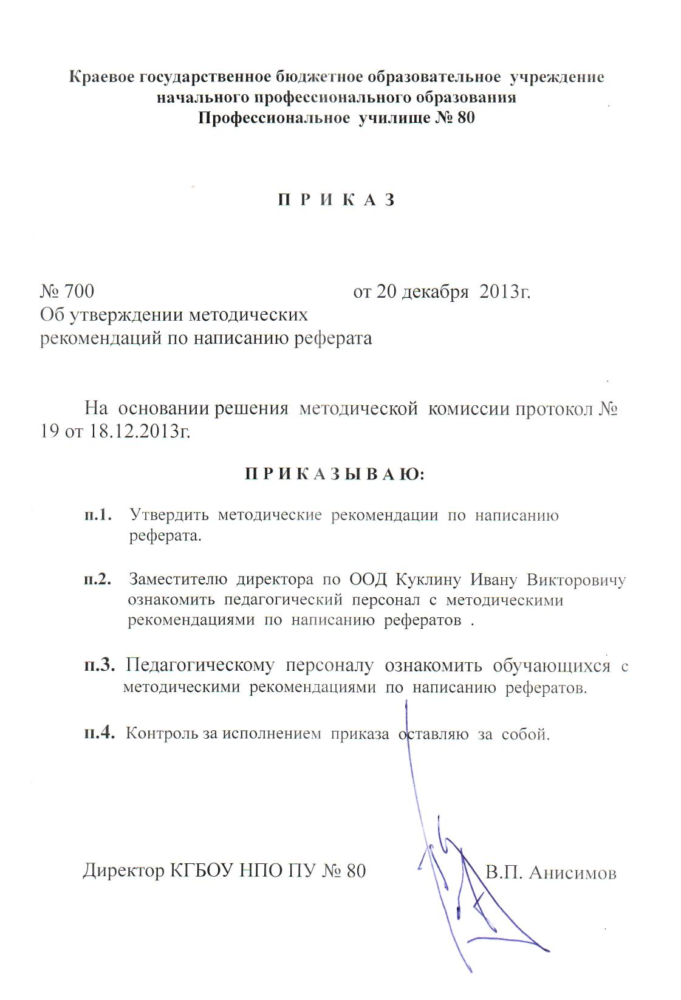 Краевое государственное бюджетное образовательное учреждение
начального профессионального образования
Профессиональное училище № 80
П Р И К А З
№ 700 от 20 декабря 2013г.
Об утверждении методических
рекомендаций по написанию реферата
На основании решения методической комиссии протокол №
19 от 18.12.2013г.
П Р И К А З Ы В А Ю:
п.1. Утвердить методические рекомендации по написанию
реферата.
п.2. Заместителю директора по ООД Куклину Ивану Викторовичу
ознакомить педагогический персонал с методическими
рекомендациями по написанию рефератов .
п.3. Педагогическому персоналу ознакомить обучающихся с
методическими рекомендациями по написанию рефератов.
п.4. Контроль за исполнением приказа оставляю за собой.
Директор КГБОУ НПО ПУ № 80 В.П. Анисимов